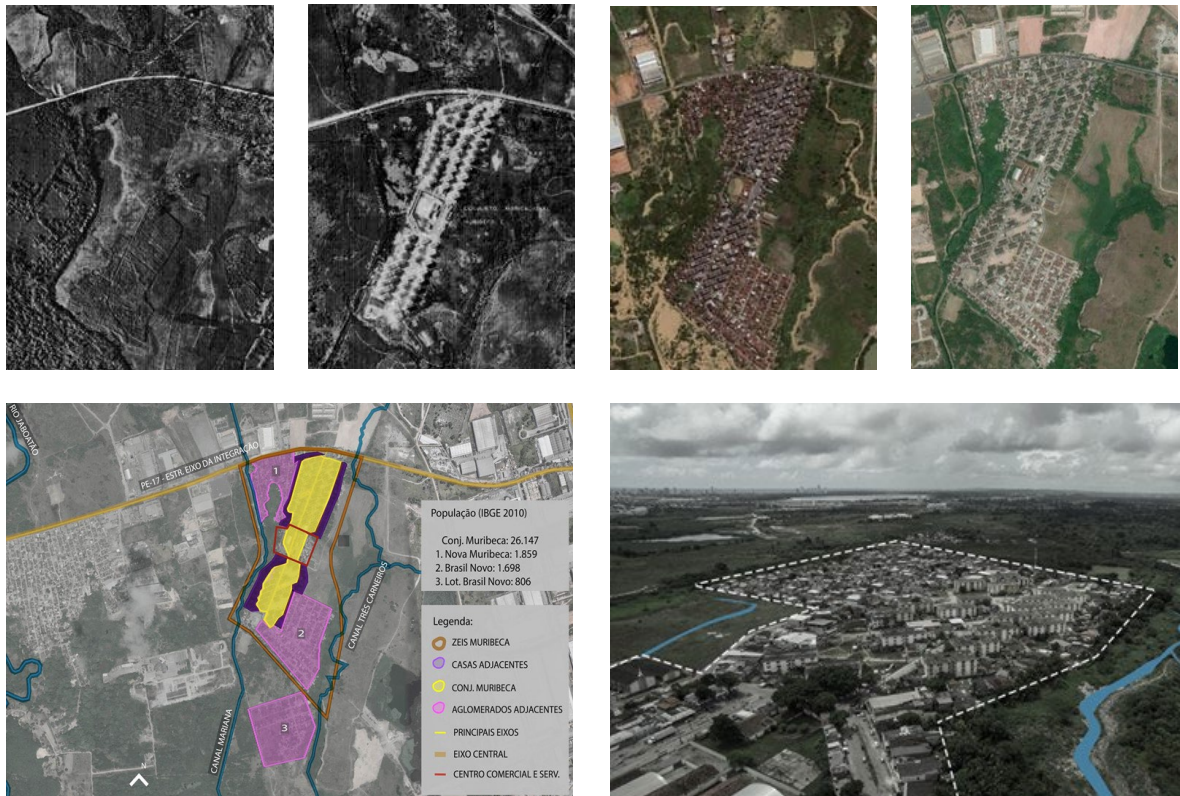 CONJUNTO MURIBECA
RIO JABOATÃO
PE-17 - ESTR. EIXO DA INTEGRAÇÃO
1
2
3
CANAL MARIANA
CANAL TRÊS CARNEIROS
N
População (IBGE 2010)
Conj. Muribeca: 26.147
1. Nova Muribeca: 1.859
2. Brasil Novo: 1.698
3. Lot. Brasil Novo: 806
Legenda:
ZEIS MURIBECA
CASAS ADJACENTES
CONJ. MURIBECA
AGLOMERADOS ADJACENTES
PRINCIPAIS EIXOS
EIXO CENTRAL
CENTRO COMERCIAL E SERV.